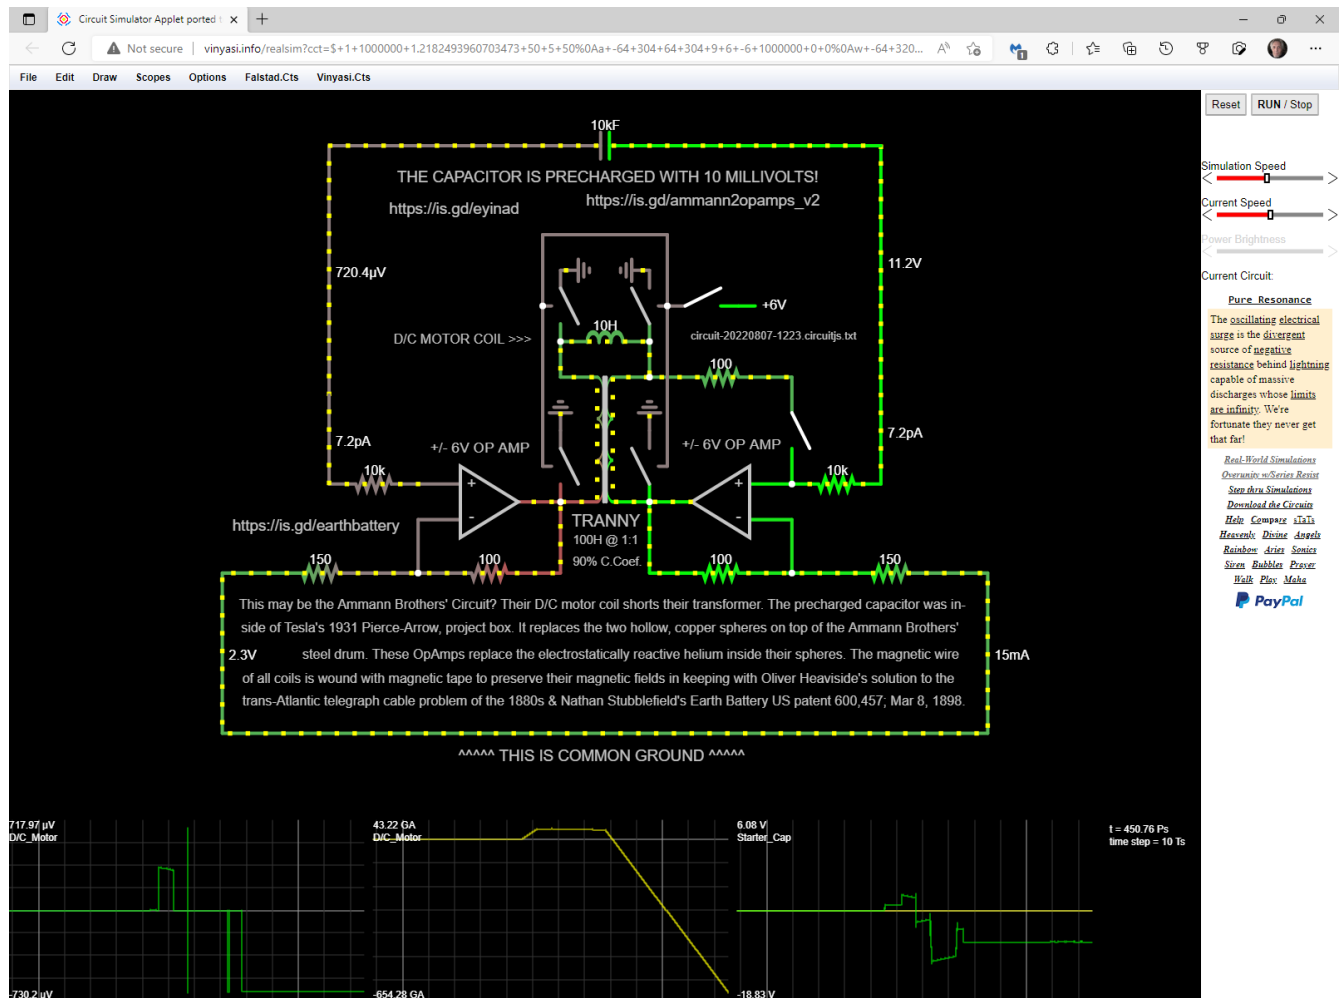 Circuit Simulator Applet ported
Not secure | vinyasi.info/realsim?cct=$+1+1000000+1.2182493960703473+50+5+50%0Aa+-64+304+64+304+9+6+-6+1000000+0+0%0Aw+-64+320...
File Edit Draw Scopes Options Falstad.Cts Vinyasi.Cts
Reset RUN / Stop
Simulation Speed
Current Speed
Power Brightness
Current Circuit:
Pure Resonance
The oscillating electrical
surge is the divergent
source of negative
resistance behind lightning
capable of massive
discharges whose limits
are infinity. We're
fortunate they never get
that far!
Real-World Simulations
Overunity w/Series Resist
Step thru Simulations
Download the Circuits
Help Compare sTaTs
Heavenly Divine Angels
Rainbow Aries Sonics
Siren Bubbles Prayer
Walk Play Maha
PayPal
10kF
THE CAPACITOR IS PRECHARGED WITH 10 MILLIVOLTS!
https://is.gd/eyinad
https://is.gd/ammann2opamps_v2
720.4µV
11.2V
+6V
10H
D/C MOTOR COIL >>>
circuit-20220807-1223.circuitjs.txt
100
7.2pA
+/- 6V OP AMP
+/- 6V OP AMP
7.2pA
10k
10k
+
-
+
-
https://is.gd/earthbattery
TRANNY
100H @ 1:1
90% C.Coef.
150
100
100
150
This may be the Ammann Brothers' Circuit? Their D/C motor coil shorts their transformer. The precharged capacitor was in-
side of Tesla's 1931 Pierce-Arrow, project box. It replaces the two hollow, copper spheres on top of the Ammann Brothers'
2.3V
steel drum. These OpAmps replace the electrostatically reactive helium inside their spheres. The magnetic wire
15mA
of all coils is wound with magnetic tape to preserve their magnetic fields in keeping with Oliver Heaviside's solution to the
trans-Atlantic telegraph cable problem of the 1880s & Nathan Stubblefield's Earth Battery US patent 600,457; Mar 8, 1898.
^^^^^ THIS IS COMMON GROUND ^^^^^
717.97 µV
D/C_Motor
-730.2 µV
43.22 GA
D/C_Motor
-654.28 GA
6.08 V
Starter_Cap
-18.83 V
t = 450.76 Ps
time step = 10 Ts